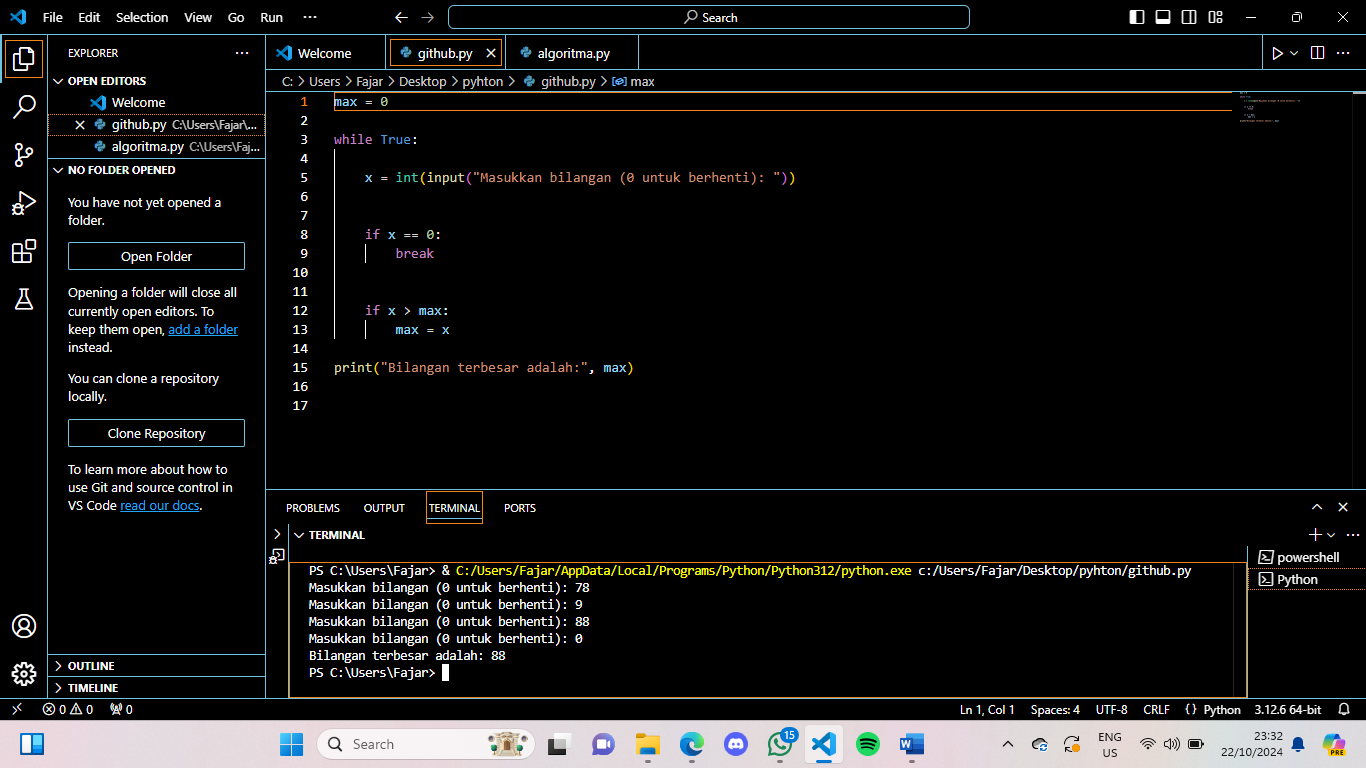 File Edit Selection View Go Run ···
Search
EXPLORER ···
OPEN EDITORS
Welcome
github.py C:\Users\Fajar\...
algoritma.py C:\Users\Faj...
NO FOLDER OPENED
You have not yet opened a
folder.
Open Folder
Opening a folder will close all
currently open editors. To
keep them open, add a folder
instead.
You can clone a repository
locally.
Clone Repository
To learn more about how to
use Git and source control in
VS Code read our docs.
OUTLINE
TIMELINE
Welcome github.py algoritma.py
C: > Users > Fajar > Desktop > pyhton > github.py > max
1 max = 0
2
3 while True:
4
5     x = int(input("Masukkan bilangan (0 untuk berhenti): "))
6
7
8     if x == 0:
9         break
10
11
12     if x > max:
13         max = x
14
15 print("Bilangan terbesar adalah:", max)
16
17
PROBLEMS OUTPUT TERMINAL PORTS
TERMINAL
PS C:\Users\Fajar> & C:/Users/Fajar/AppData/Local/Programs/Python/Python312/python.exe c:/Users/Fajar/Desktop/pyhton/github.py
Masukkan bilangan (0 untuk berhenti): 78
Masukkan bilangan (0 untuk berhenti): 9
Masukkan bilangan (0 untuk berhenti): 88
Masukkan bilangan (0 untuk berhenti): 0
Bilangan terbesar adalah: 88
PS C:\Users\Fajar>
powershell
Python
0 0 0
Ln 1, Col 1 Spaces: 4 UTF-8 CRLF {} Python 3.12.6 64-bit
Search
15
ENG
US
23:32
22/10/2024
PRE